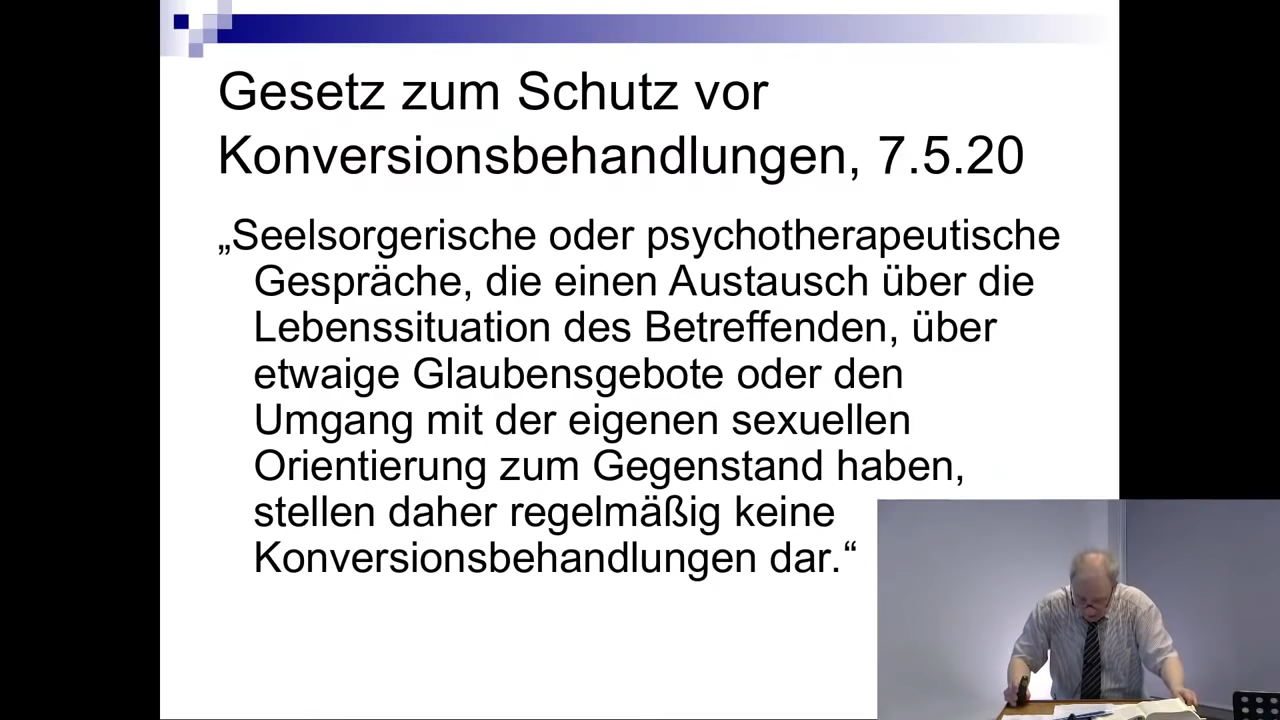 Gesetz zum Schutz vor
Konversionsbehandlungen, 7.5.20
„Seelsorgerische oder psychotherapeutische
Gespräche, die einen Austausch über die
Lebenssituation des Betreffenden, über
etwaige Glaubensgebote oder den
Umgang mit der eigenen sexuellen
Orientierung zum Gegenstand haben,
stellen daher regelmäßig keine
Konversionsbehandlungen dar.“